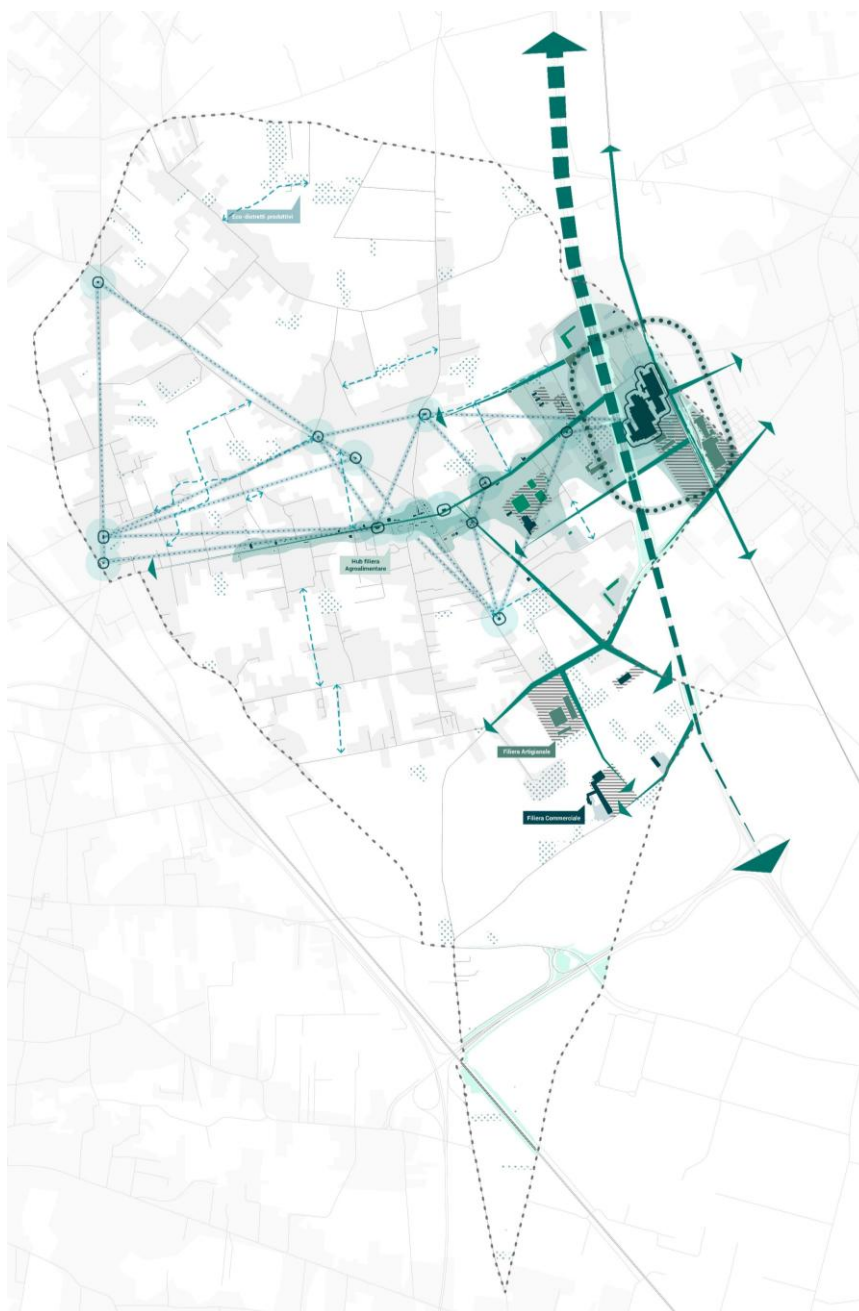 Eco-distretti produttivi
Hub filiera
Agroalimentare
Filiera Artigianale
Filiera Commerciale